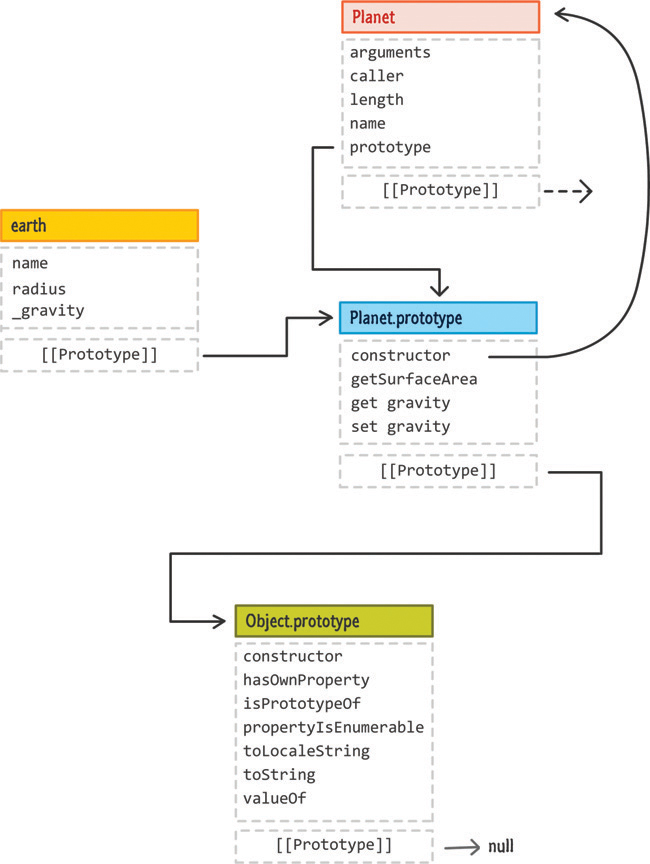 Planet
arguments
caller
length
name
prototype
[[Prototype]]
earth
name
radius
_gravity
[[Prototype]]
Planet.prototype
constructor
getSurfaceArea
get gravity
set gravity
[[Prototype]]
Object.prototype
constructor
hasOwnProperty
isPrototypeOf
propertyIsEnumerable
toLocaleString
toString
valueOf
[[Prototype]]
null